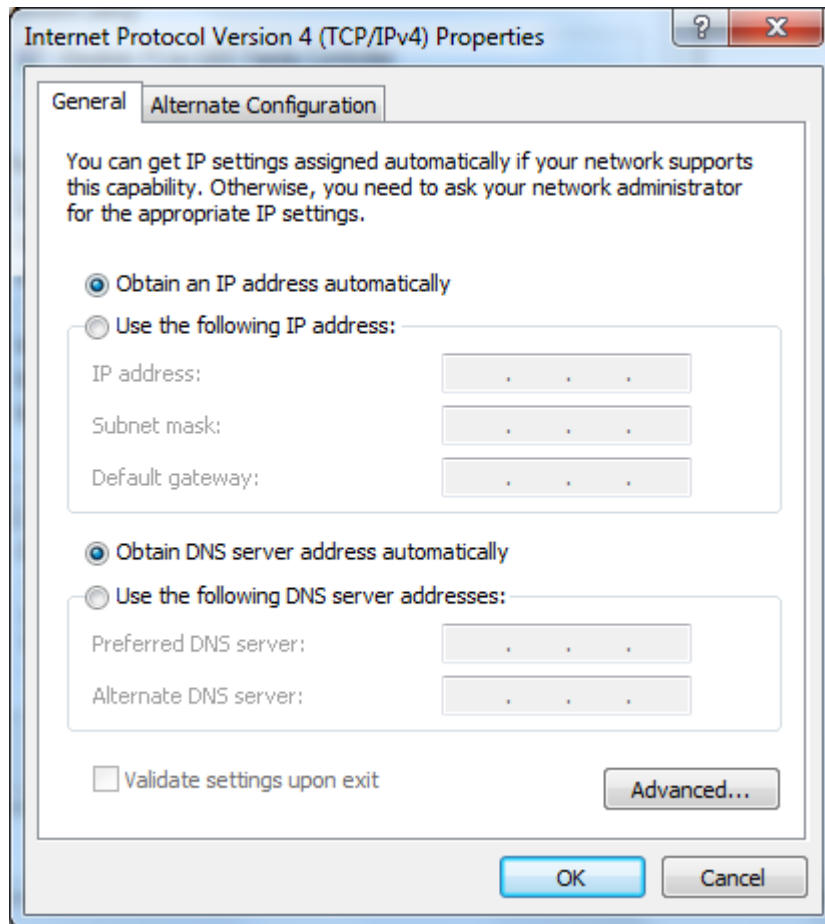 Internet Protocol Version 4 (TCP/IPv4) Properties
General
Alternate Configuration
You can get IP settings assigned automatically if your network supports
this capability. Otherwise, you need to ask your network administrator
for the appropriate IP settings.
Obtain an IP address automatically
Use the following IP address:
IP address:
Subnet mask:
Default gateway:
Obtain DNS server address automatically
Use the following DNS server addresses:
Preferred DNS server:
Alternate DNS server:
Validate settings upon exit
Advanced...
OK
Cancel